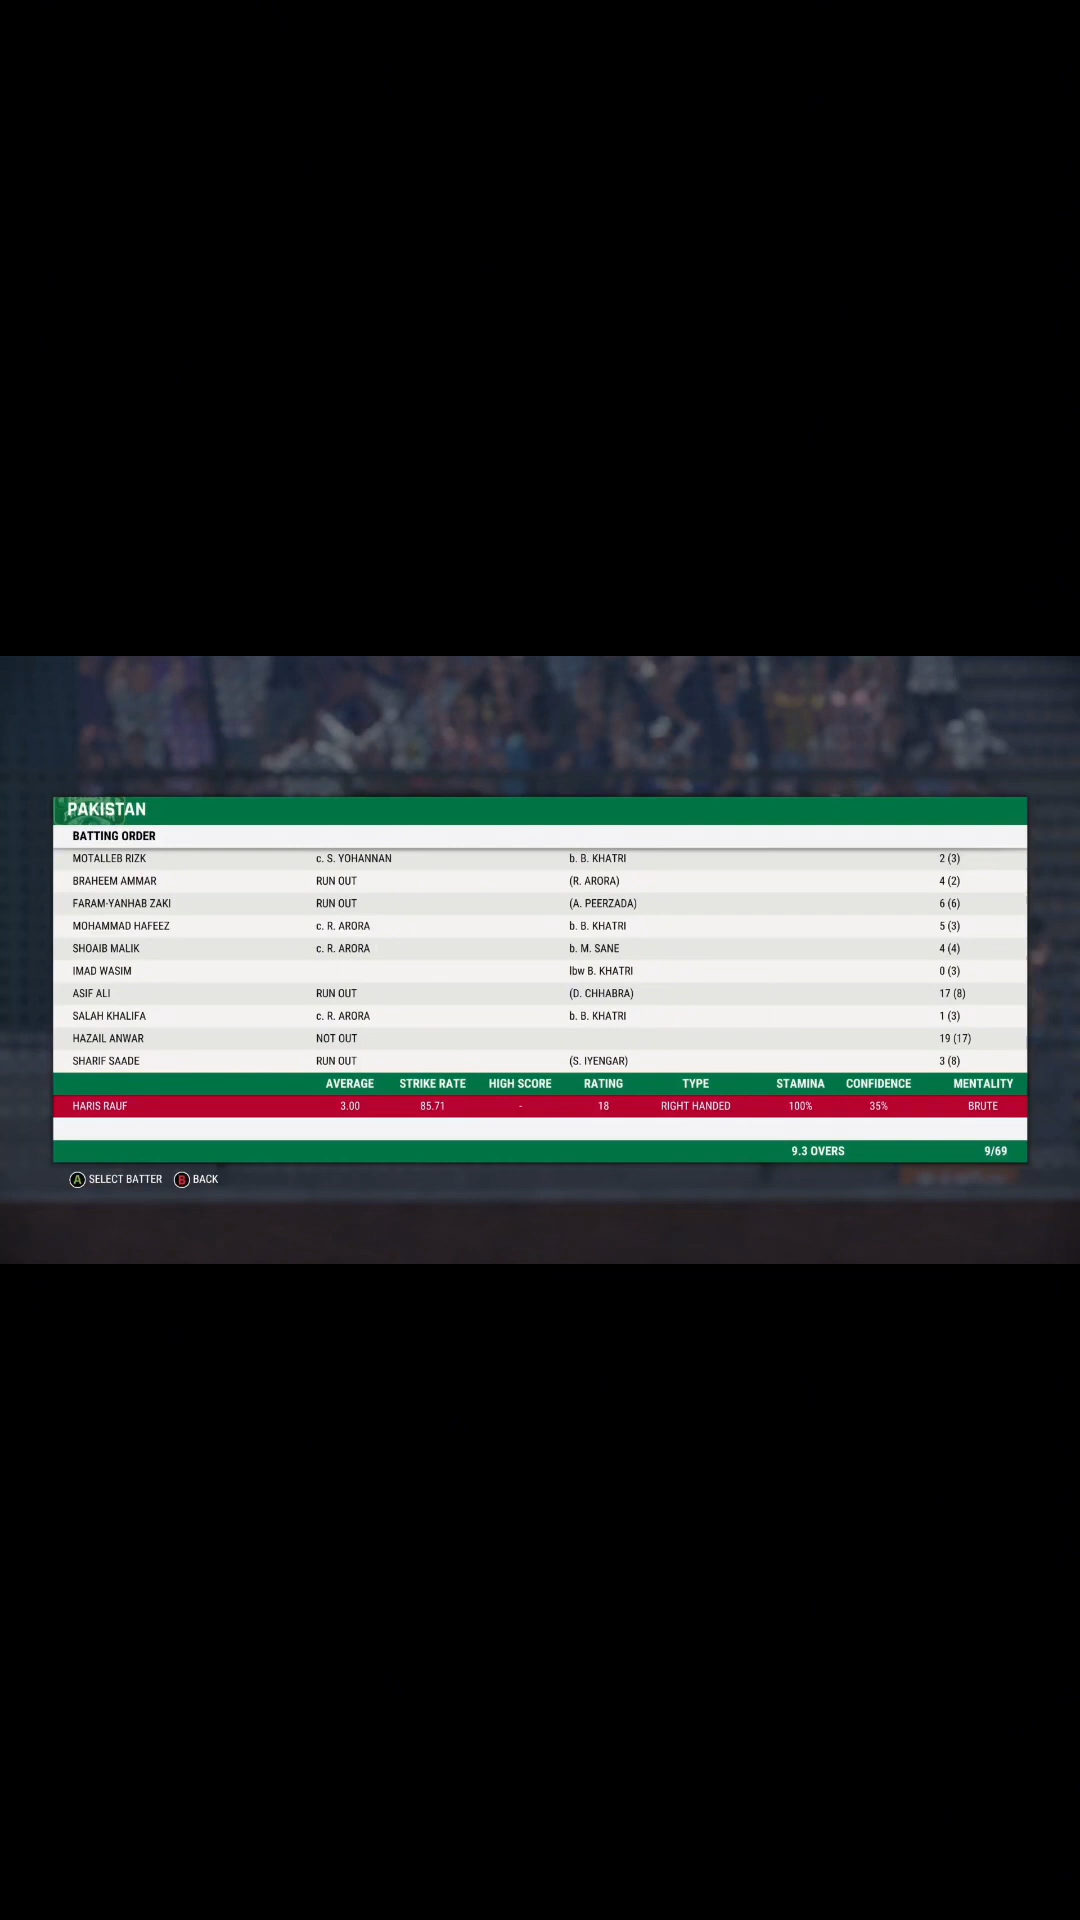 PAKISTAN
BATTING ORDER
MOTALLEB RIZK c. S. YOHANNAN b. B. KHATRI 2 (3)
BRAHEEM AMMAR RUN OUT (R. ARORA) 4 (2)
FARAM-YANHAB ZAKI RUN OUT (A. PEERZADA) 6 (6)
MOHAMMAD HAFEEZ c. R. ARORA b. B. KHATRI 5 (3)
SHOAIB MALIK c. R. ARORA b. M. SANE 4 (4)
IMAD WASIM lbw B. KHATRI 0 (3)
ASIF ALI RUN OUT (D. CHHABRA) 17 (8)
SALAH KHALIFA c. R. ARORA b. B. KHATRI 1 (3)
HAZAIL ANWAR NOT OUT 19 (17)
SHARIF SAADE RUN OUT (S. IYENGAR) 3 (8)
AVERAGE STRIKE RATE HIGH SCORE RATING TYPE STAMINA CONFIDENCE MENTALITY
HARIS RAUF 3.00 85.71 - 18 RIGHT HANDED 100% 35% BRUTE
9.3 OVERS 9/69
A SELECT BATTER B BACK